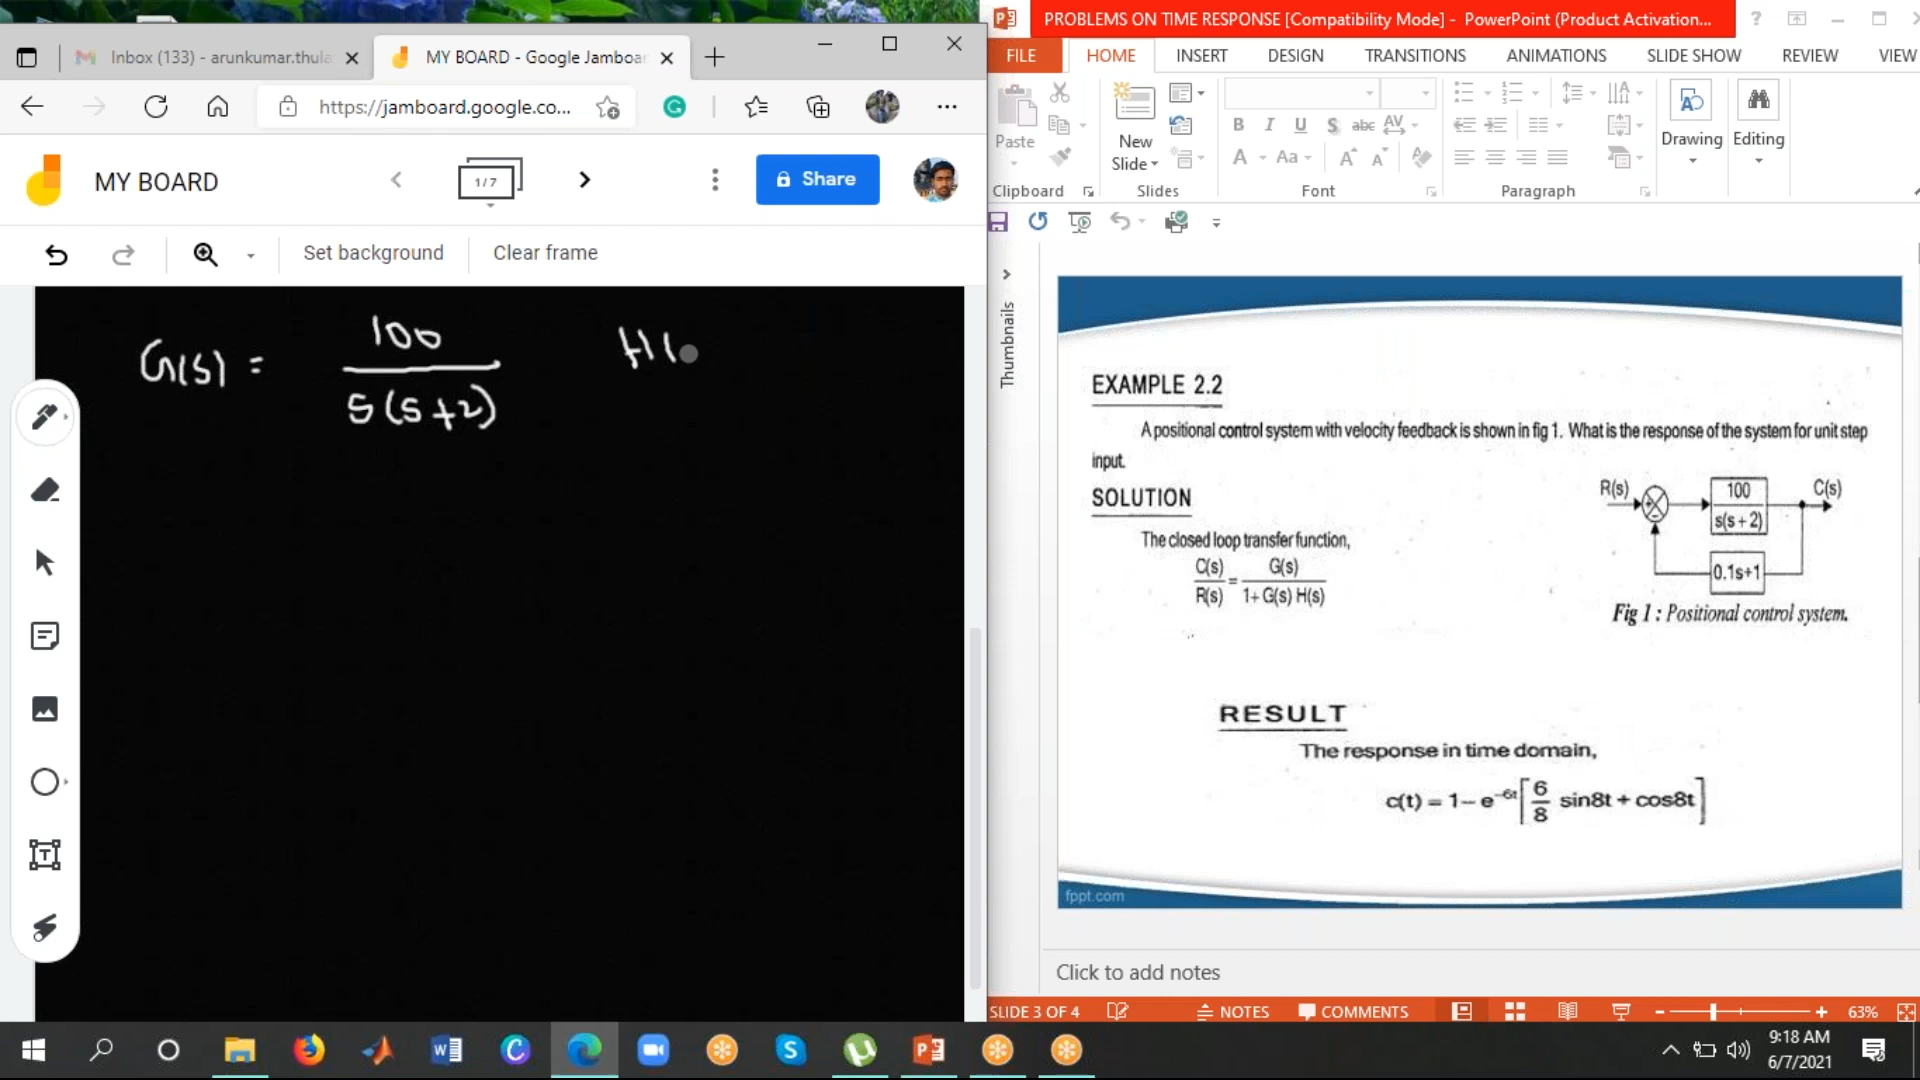 Inbox (133) - arunkumar.thula
MY BOARD - Google Jamboar
https://jamboard.google.co...
MY BOARD
1/7
Share
Set background
Clear frame
G(s) = 100 / s(s+2) H(
PROBLEMS ON TIME RESPONSE [Compatibility Mode] - PowerPoint (Product Activation...
FILE HOME INSERT DESIGN TRANSITIONS ANIMATIONS SLIDE SHOW REVIEW VIEW
Paste
New Slide
Drawing
Editing
B I U S abc AV
A Aa A A
Clipboard Slides Font Paragraph
Thumbnails
EXAMPLE 2.2
A positional control system with velocity feedback is shown in fig 1. What is the response of the system for unit step
input.
SOLUTION
R(s) + - 100 / s(s + 2) C(s)
0.1s+1
Fig 1 : Positional control system.
The closed loop transfer function,
C(s) / R(s) = G(s) / 1+ G(s) H(s)
RESULT
The response in time domain,
c(t) = 1 – e^–6t [ 6/8 sin8t + cos8t ]
fppt.com
Click to add notes
SLIDE 3 OF 4 NOTES COMMENTS 63%
9:18 AM
6/7/2021